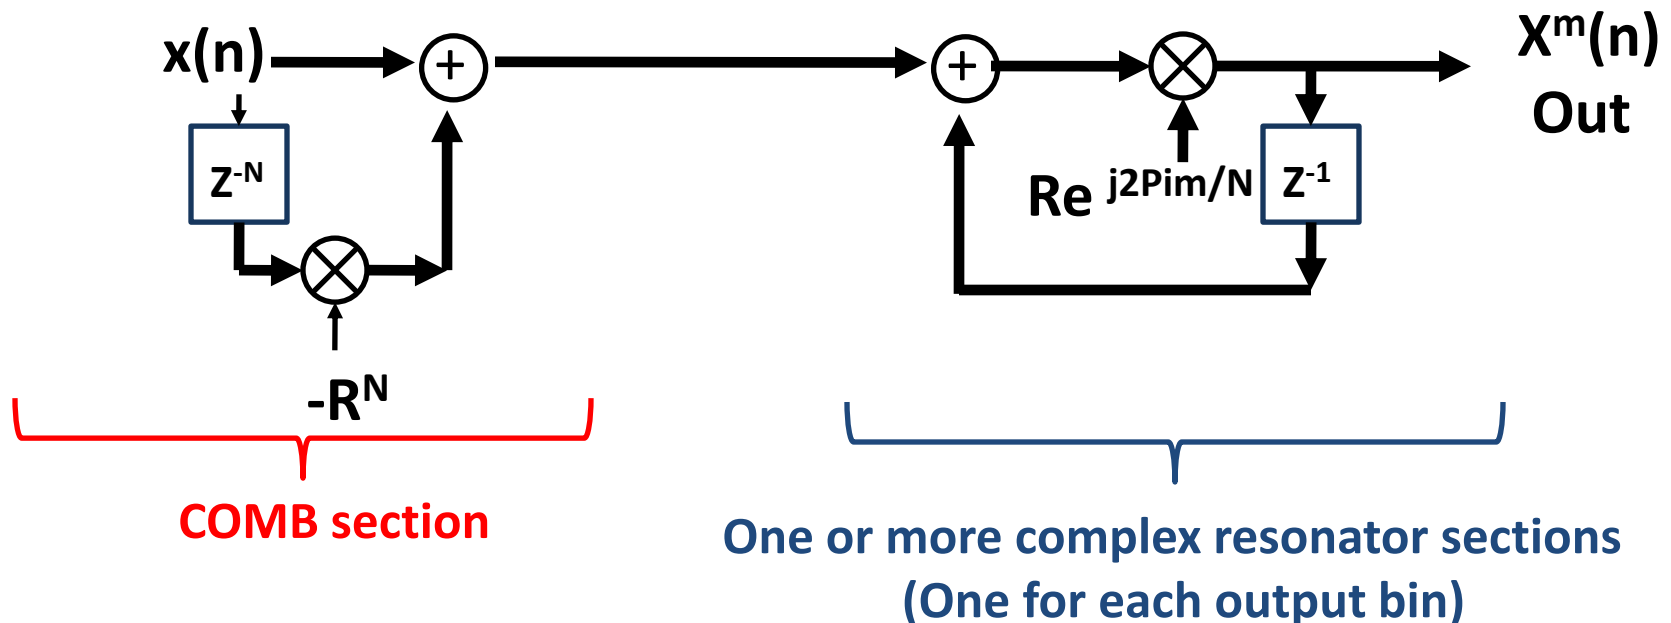 x(n)
+
+
Xᵐ(n)
Out
Z⁻ᴺ
Re ʲ²ᴾⁱᵐ/ᴺ
Z⁻¹
-Rᴺ
COMB section
One or more complex resonator sections
(One for each output bin)